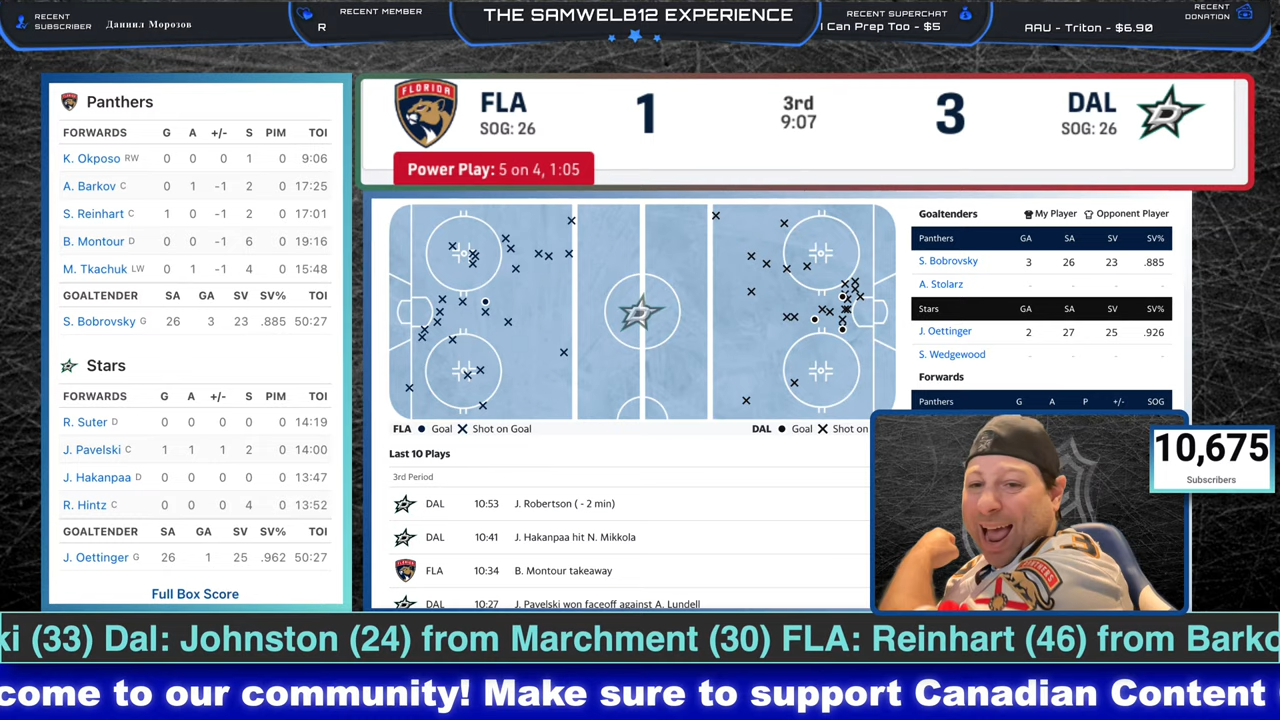 RECENT SUBSCRIBER
Даниил Морозов
RECENT MEMBER
R
THE SAMWELB12 EXPERIENCE
RECENT SUPERCHAT
I Can Prep Too - $5
RECENT DONATION
AAU - Triton - $6.90
Panthers
FORWARDS G A +/- S PIM TOI
K. Okposo RW 0 0 0 1 0 9:06
A. Barkov C 0 1 -1 2 0 17:25
S. Reinhart C 1 0 -1 2 0 17:01
B. Montour D 0 0 -1 6 0 19:16
M. Tkachuk LW 0 1 -1 4 0 15:48
GOALTENDER SA GA SV SV% TOI
S. Bobrovsky G 26 3 23 .885 50:27
Stars
FORWARDS G A +/- S PIM TOI
R. Suter D 0 0 0 0 0 14:19
J. Pavelski C 1 1 1 2 0 14:00
J. Hakanpaa D 0 0 0 0 0 13:47
R. Hintz C 0 0 0 4 0 13:52
GOALTENDER SA GA SV SV% TOI
J. Oettinger G 26 1 25 .962 50:27
Full Box Score
FLORIDA
FLA
SOG: 26
1
3rd
9:07
3
DAL
SOG: 26
Power Play: 5 on 4, 1:05
D
FLA Goal Shot on Goal
DAL Goal Shot on
Last 10 Plays
3rd Period
DAL 10:53 J. Robertson ( - 2 min)
DAL 10:41 J. Hakanpaa hit N. Mikkola
FLA 10:34 B. Montour takeaway
DAL 10:27 J. Pavelski won faceoff against A. Lundell
Goaltenders My Player Opponent Player
Panthers GA SA SV SV%
S. Bobrovsky 3 26 23 .885
A. Stolarz - - - -
Stars GA SA SV SV%
J. Oettinger 2 27 25 .926
S. Wedgewood - - - -
Forwards
Panthers G A P +/- SOG
PANTHERS
10,675
Subscribers
ki (33) Dal: Johnston (24) from Marchment (30) FLA: Reinhart (46) from Barko
come to our community! Make sure to support Canadian Content